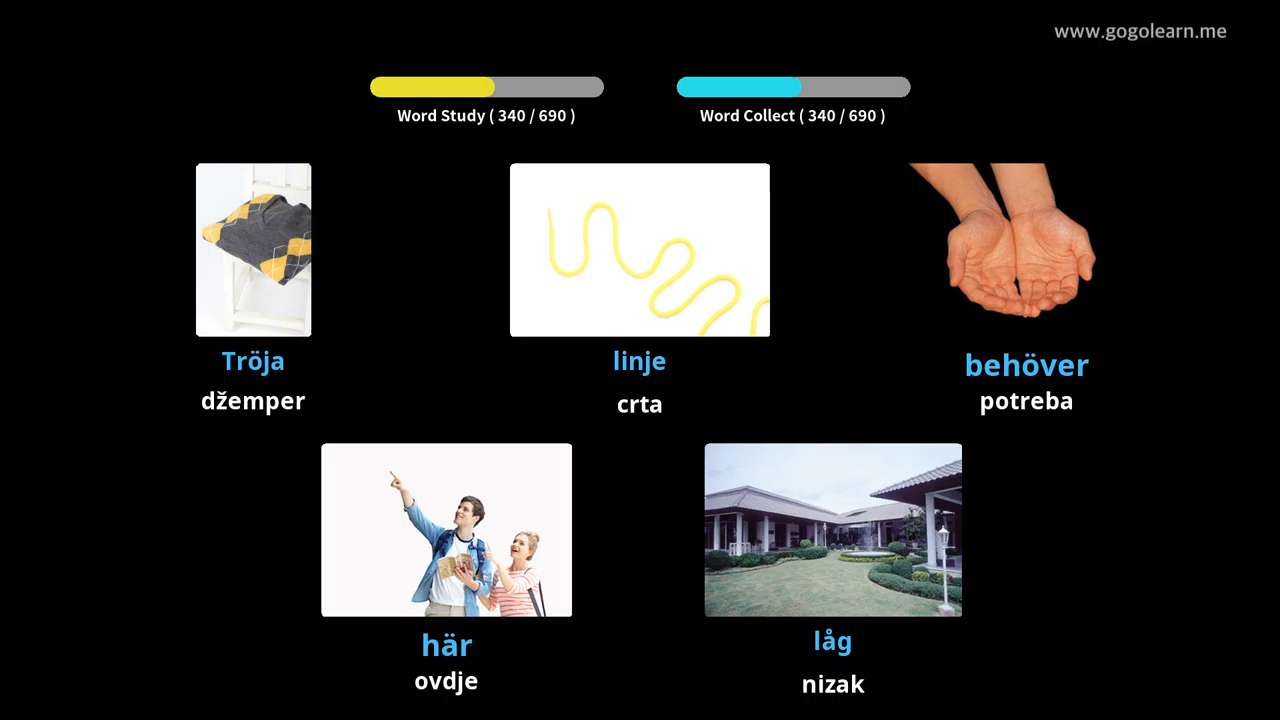 www.gogolearn.me
Word Study ( 340 / 690 )
Word Collect ( 340 / 690 )
Tröja
džemper
linje
crta
behöver
potreba
här
ovdje
låg
nizak